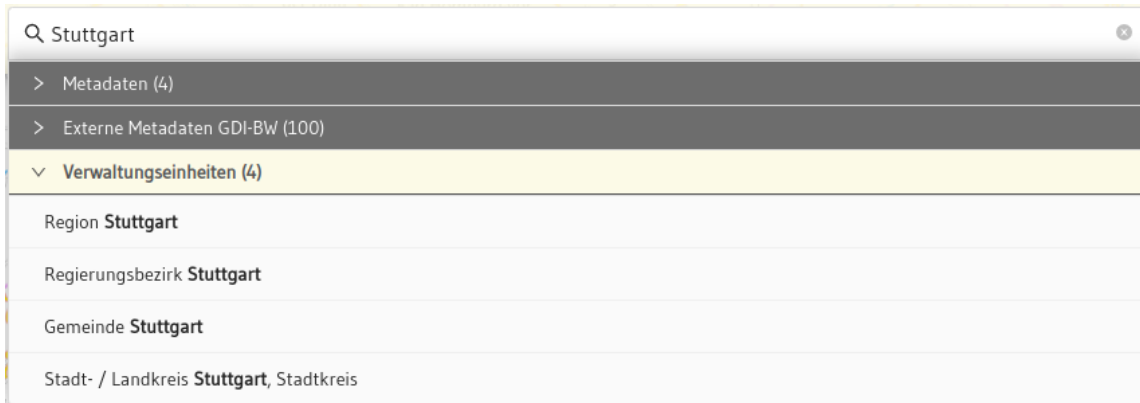 Stuttgart
Metadaten (4)
Externe Metadaten GDI-BW (100)
Verwaltungseinheiten (4)
Region Stuttgart
Regierungsbezirk Stuttgart
Gemeinde Stuttgart
Stadt- / Landkreis Stuttgart, Stadtkreis